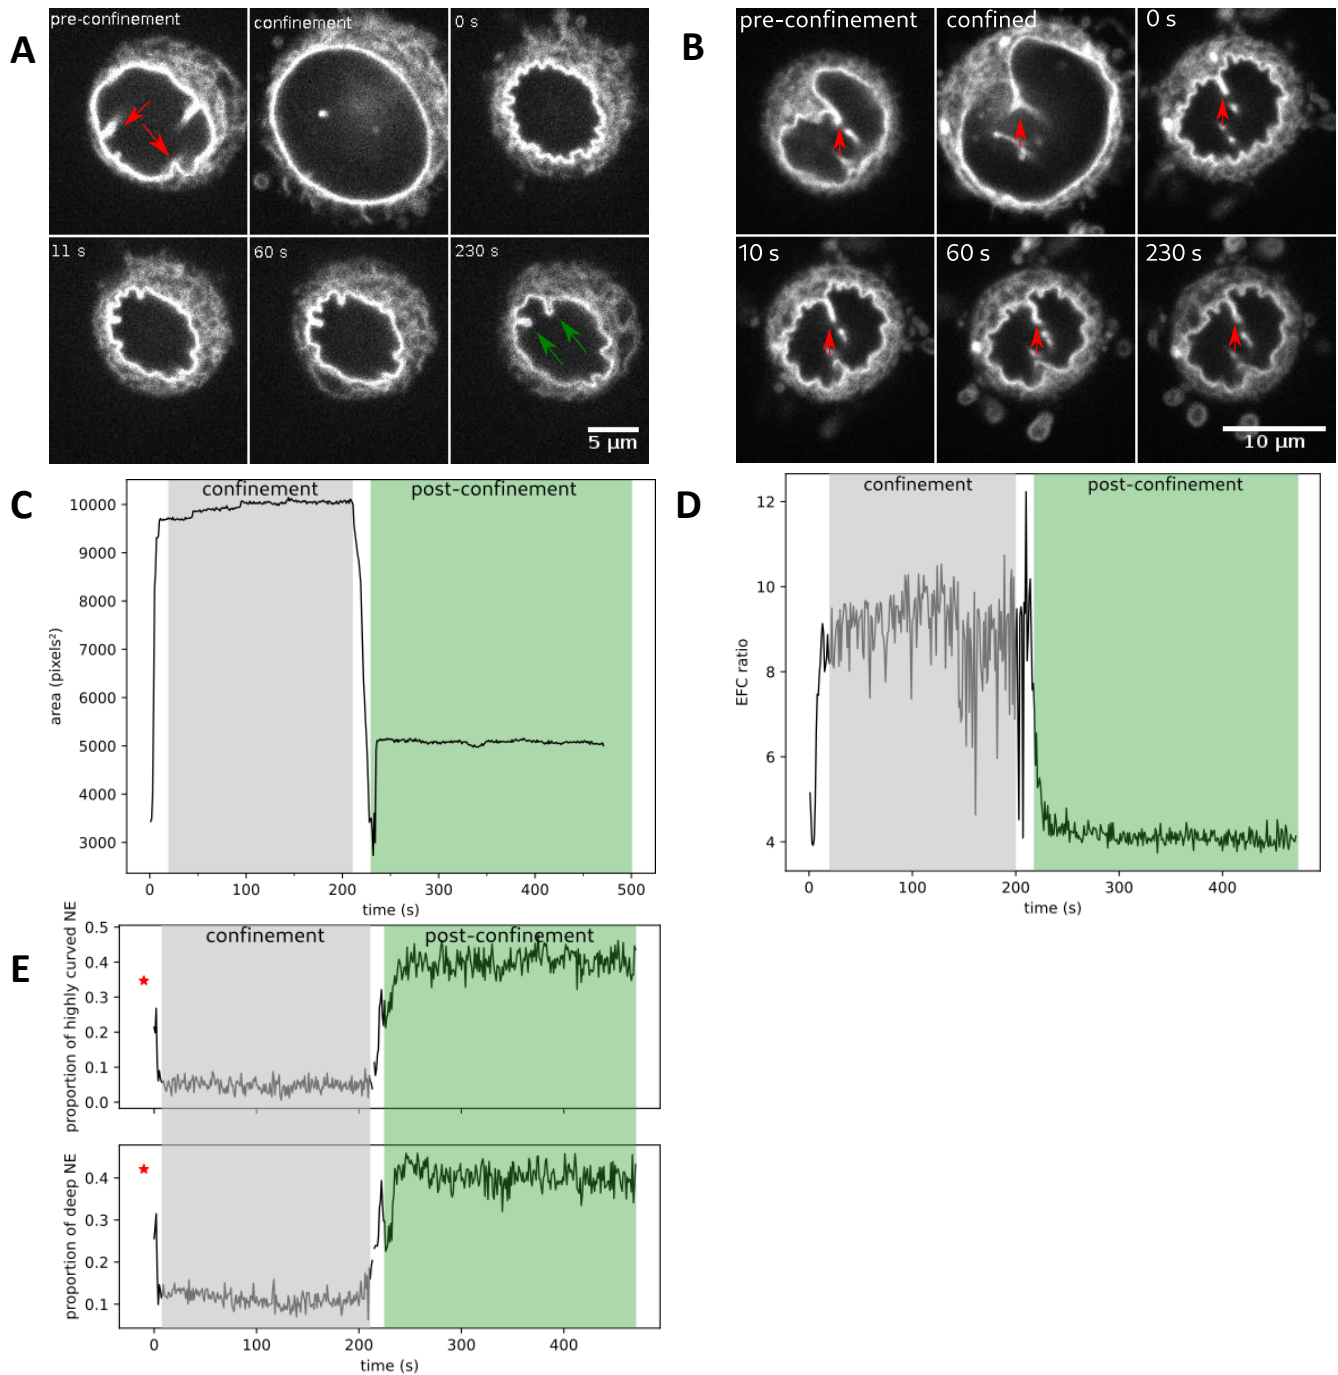 A
pre-confinement
confinement
0 s
11 s
60 s
230 s
5 µm
B
pre-confinement
confined
0 s
10 s
60 s
230 s
10 µm
C
confinement
post-confinement
area (pixels²)
10000
9000
8000
7000
6000
5000
4000
3000
0
100
200
300
400
500
time (s)
D
confinement
post-confinement
EFC ratio
12
10
8
6
4
0
100
200
300
400
time (s)
E
confinement
post-confinement
proportion of highly curved NE
0.5
0.4
0.3
0.2
0.1
0.0
proportion of deep NE
0.4
0.3
0.2
0.1
0
100
200
300
400
time (s)